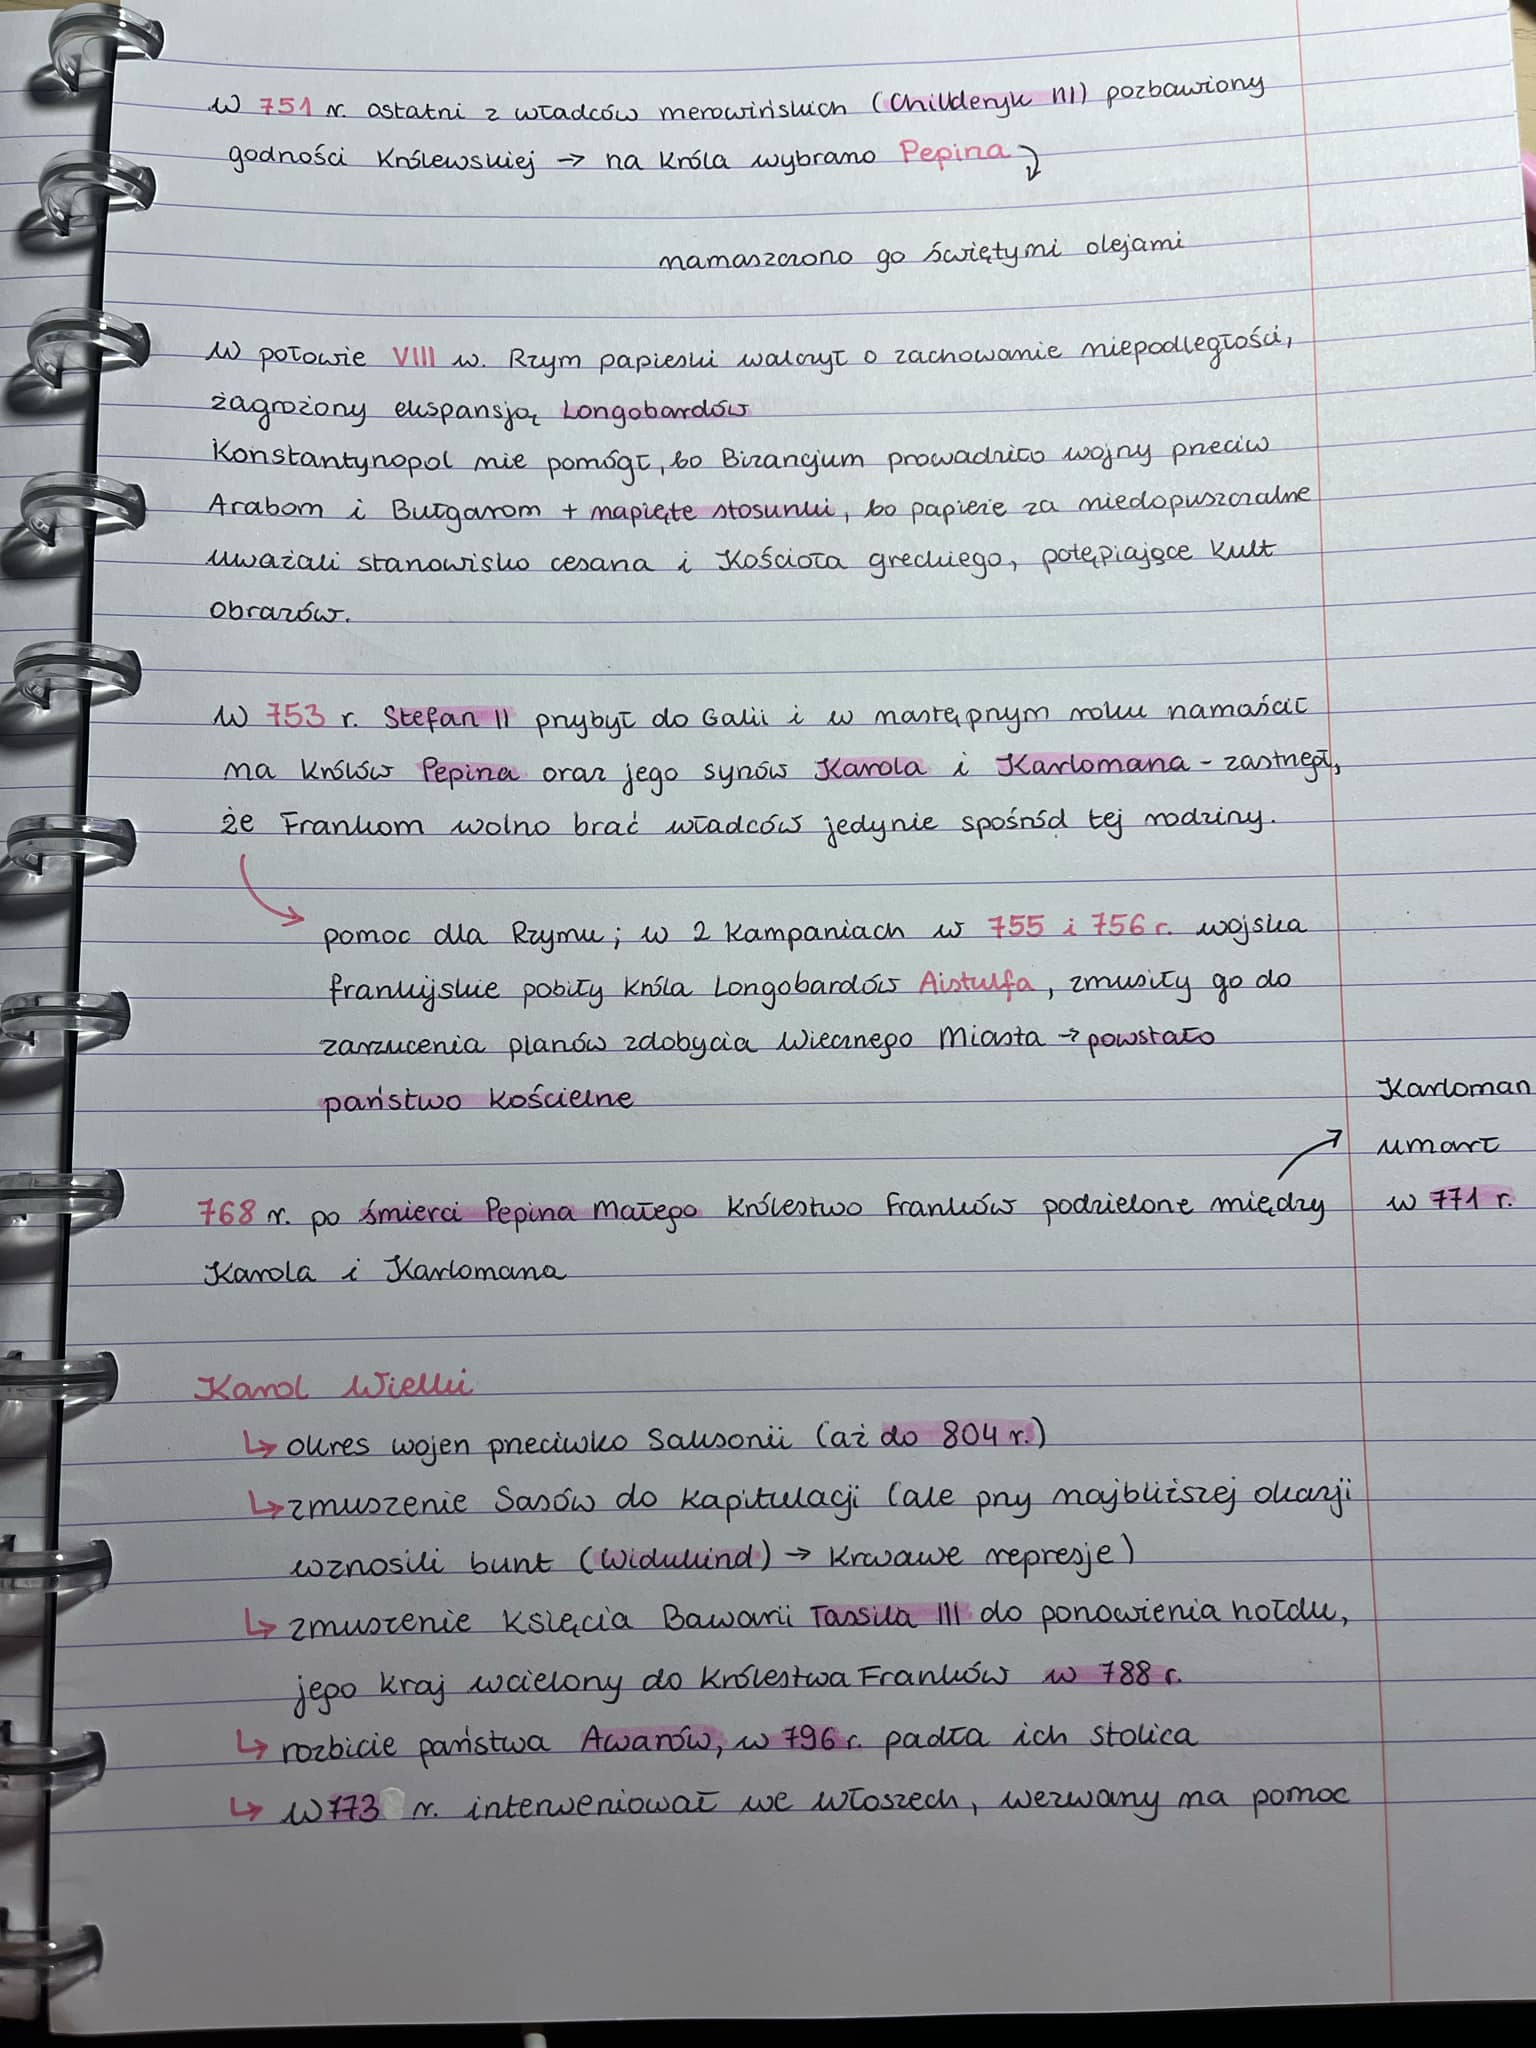 w 751 r. ostatni z władców merowińskich (Childeryk III) pozbawiony
godności królewskiej → na króla wybrano Pepina
namaszczono go świętymi olejami
W połowie VIII w. Rzym papieski walczył o zachowanie niepodległości,
zagrożony ekspansją Longobardów
Konstantynopol nie pomógł, bo Bizancjum prowadziło wojny przeciw
Arabom i Bułgarom + napięte stosunki, bo papieże za niedopuszczalne
uważali stanowisko cesarza i Kościoła greckiego, potępiające kult
obrazów.
W 753 r. Stefan II przybył do Galii i w następnym roku namaścił
na królów Pepina oraz jego synów Karola i Karlomana - zastrzegł,
że Frankom wolno brać władców jedynie spośród tej rodziny.
pomoc dla Rzymu; w 2 kampaniach w 755 i 756 r. wojska
frankijskie pobiły króla Longobardów Aistulfa, zmusiły go do
zarzucenia planów zdobycia Wiecznego Miasta → powstało
państwo kościelne
768 r. po śmierci Pepina Małego Królestwo Franków podzielone między
Karola i Karlomana
Karloman
umarł
w 771 r.
Karol Wielki
↳ okres wojen przeciwko Saksonii (aż do 804 r.)
↳ zmuszenie Sasów do kapitulacji (ale przy najbliższej okazji
wznosili bunt (Widukind) → krwawe represje)
↳ zmuszenie księcia Bawarii Tassila III do ponowienia hołdu,
jego kraj wcielony do Królestwa Franków w 788 r.
↳ rozbicie państwa Awarów, w 796 r. padła ich stolica
↳ w 773 r. interweniował we Włoszech, wezwany na pomoc